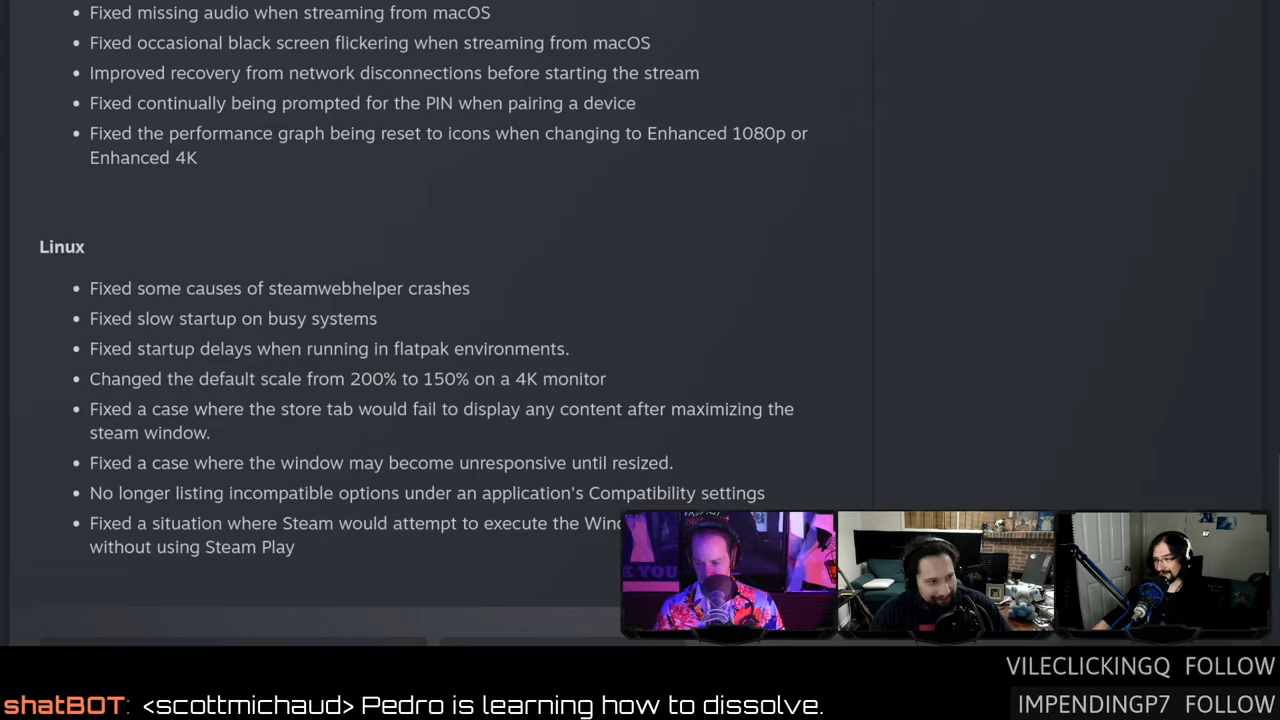 Fixed missing audio when streaming from macOS
Fixed occasional black screen flickering when streaming from macOS
Improved recovery from network disconnections before starting the stream
Fixed continually being prompted for the PIN when pairing a device
Fixed the performance graph being reset to icons when changing to Enhanced 1080p or
Enhanced 4K
Linux
Fixed some causes of steamwebhelper crashes
Fixed slow startup on busy systems
Fixed startup delays when running in flatpak environments.
Changed the default scale from 200% to 150% on a 4K monitor
Fixed a case where the store tab would fail to display any content after maximizing the
steam window.
Fixed a case where the window may become unresponsive until resized.
No longer listing incompatible options under an application's Compatibility settings
Fixed a situation where Steam would attempt to execute the
without using Steam Play
YOU
VILECLICKINGQ FOLLOW
shatBOT: <scottmichaud> Pedro is learning how to dissolve.
IMPENDINGP7 FOLLOW